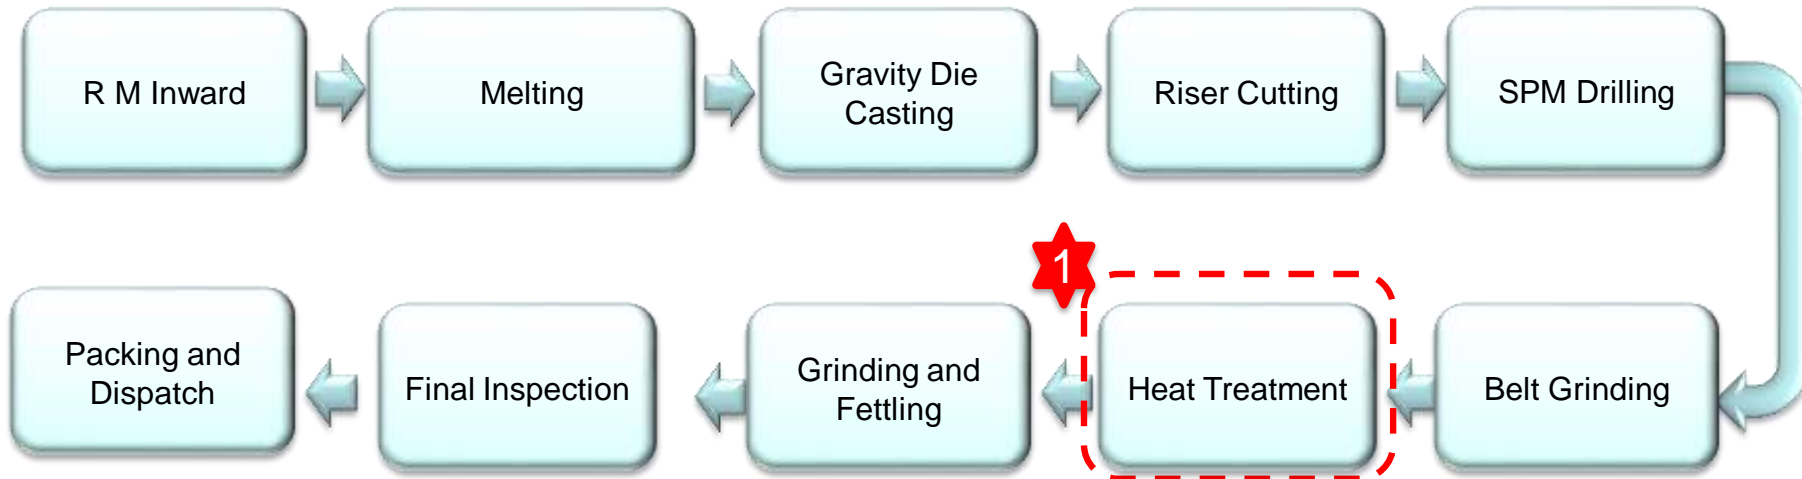 R M Inward
Melting
Gravity Die
Casting
Riser Cutting
SPM Drilling
1
Packing and
Dispatch
Final Inspection
Grinding and
Fettling
Heat Treatment
Belt Grinding